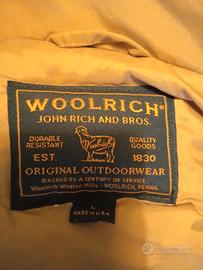 WOOLRICH®
JOHN RICH AND BROS.
DURABLE RESISTANT
Woolrich
QUALITY GOODS
EST. 1830
ORIGINAL OUTDOORWEAR
BACKED BY A CENTURY OF SERVICE
Woolrich Woolen Mills - WOOLRICH, PENNA.
L
MADE IN U.S.A.
subito